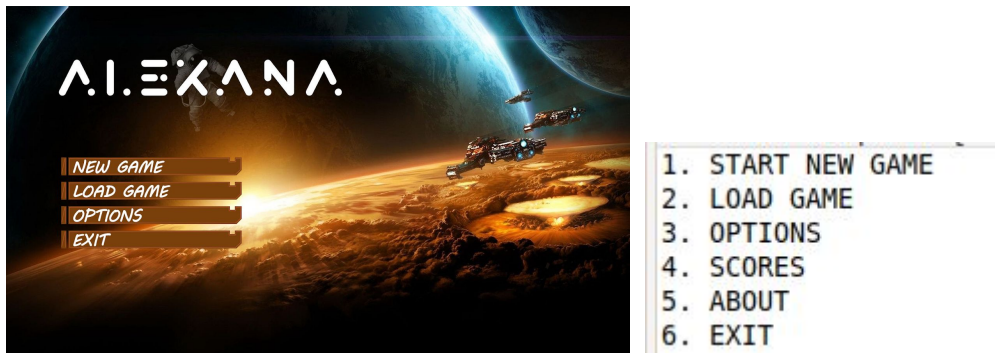 ALEXANA
NEW GAME
LOAD GAME
OPTIONS
EXIT
1. START NEW GAME
2. LOAD GAME
3. OPTIONS
4. SCORES
5. ABOUT
6. EXIT